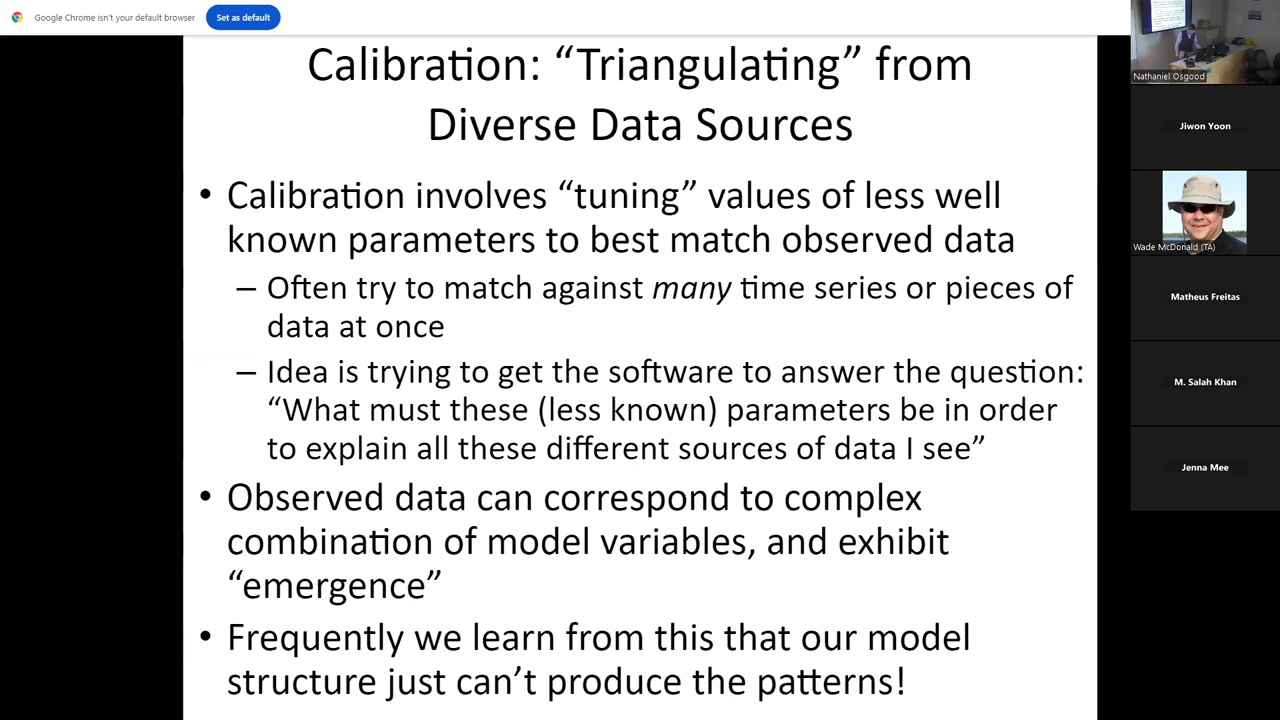 Google Chrome isn't your default browser
Set as default
Calibration: “Triangulating” from
Diverse Data Sources
• Calibration involves “tuning” values of less well
known parameters to best match observed data
– Often try to match against many time series or pieces of
data at once
– Idea is trying to get the software to answer the question:
“What must these (less known) parameters be in order
to explain all these different sources of data I see”
• Observed data can correspond to complex
combination of model variables, and exhibit
“emergence”
• Frequently we learn from this that our model
structure just can’t produce the patterns!
Nathaniel Osgood
Jiwon Yoon
Wade McDonald (TA)
Matheus Freitas
M. Salah Khan
Jenna Mee